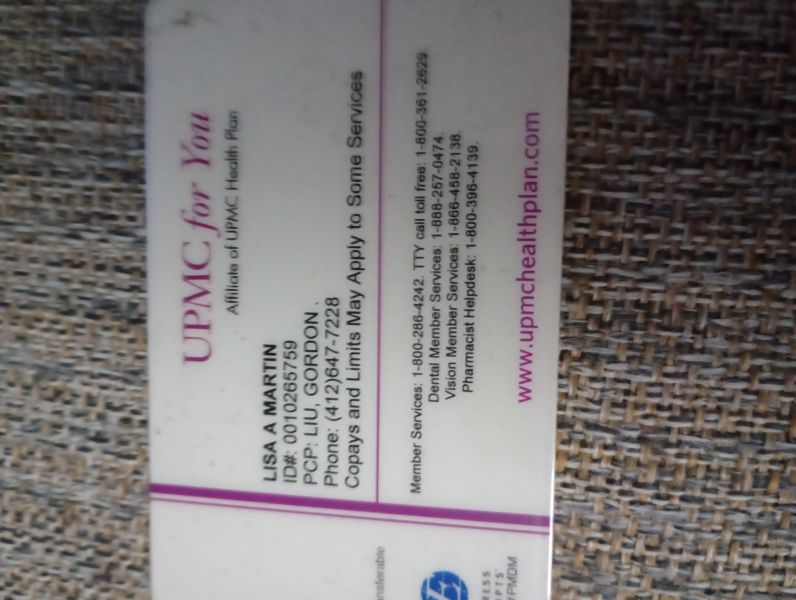 UPMC for You
Affiliate of UPMC Health Plan
LISA A MARTIN
ID#: 0010265759
PCP: LIU, GORDON .
Phone: (412)647-7228
Copays and Limits May Apply to Some Services
Member Services: 1-800-286-4242. TTY call toll free: 1-800-361-2629.
Dental Member Services: 1-888-257-0474.
Vision Member Services: 1-866-458-2138.
Pharmacist Helpdesk: 1-800-396-4139.
www.upmchealthplan.com